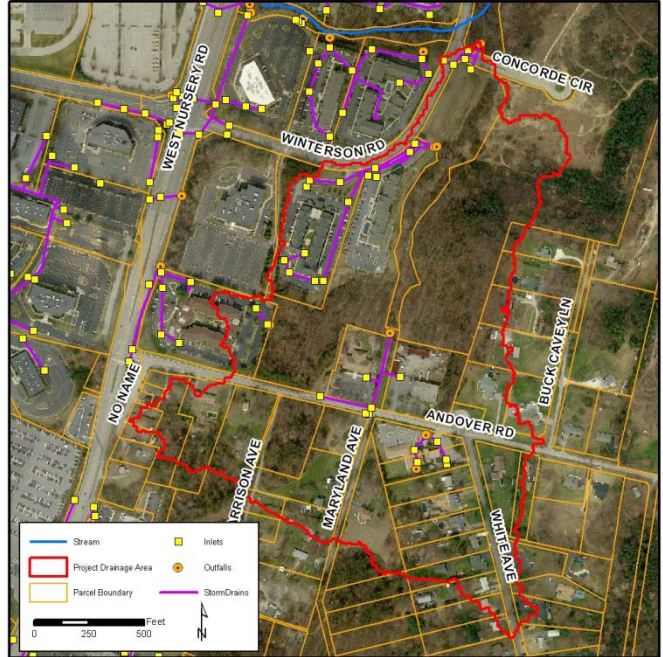 CONCORDE CIR
WEST NURSERY RD
WINTERSON RD
BUCK CAVEY LN
NO NAME
ANDOVER RD
ARRISON AVE
MARYLAND AVE
WHITE AVE
Stream
Inlets
Project Drainage Area
Outfalls
Parcel Boundary
StormDrains
Feet
0 250 500
N